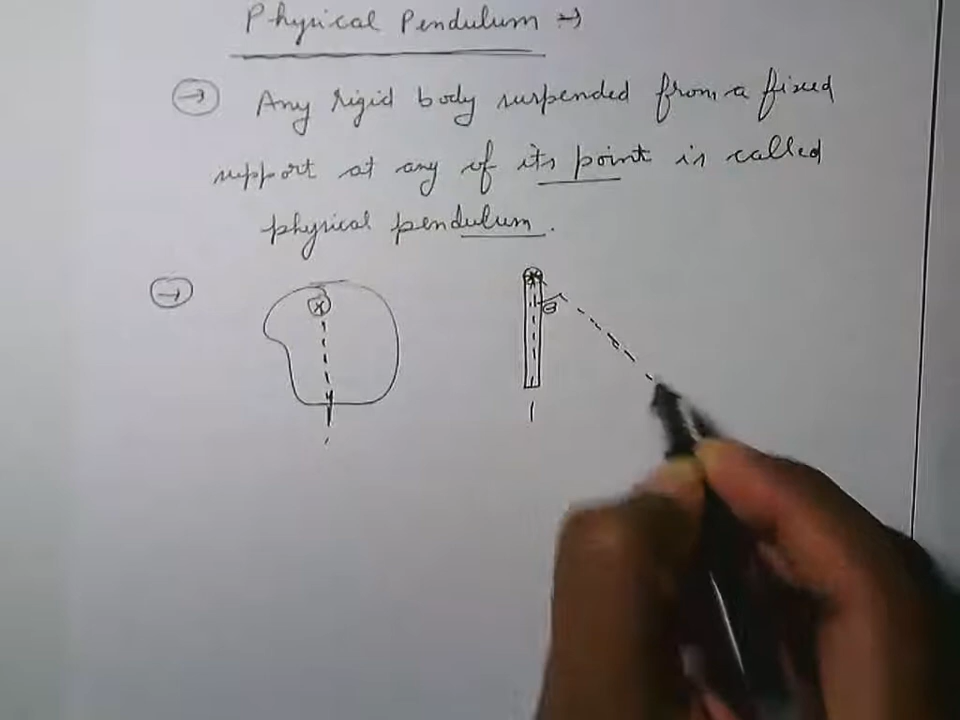 Physical Pendulum →
→ Any rigid body suspended from a fixed
support at any of its point is called
physical pendulum.
→
x
θ